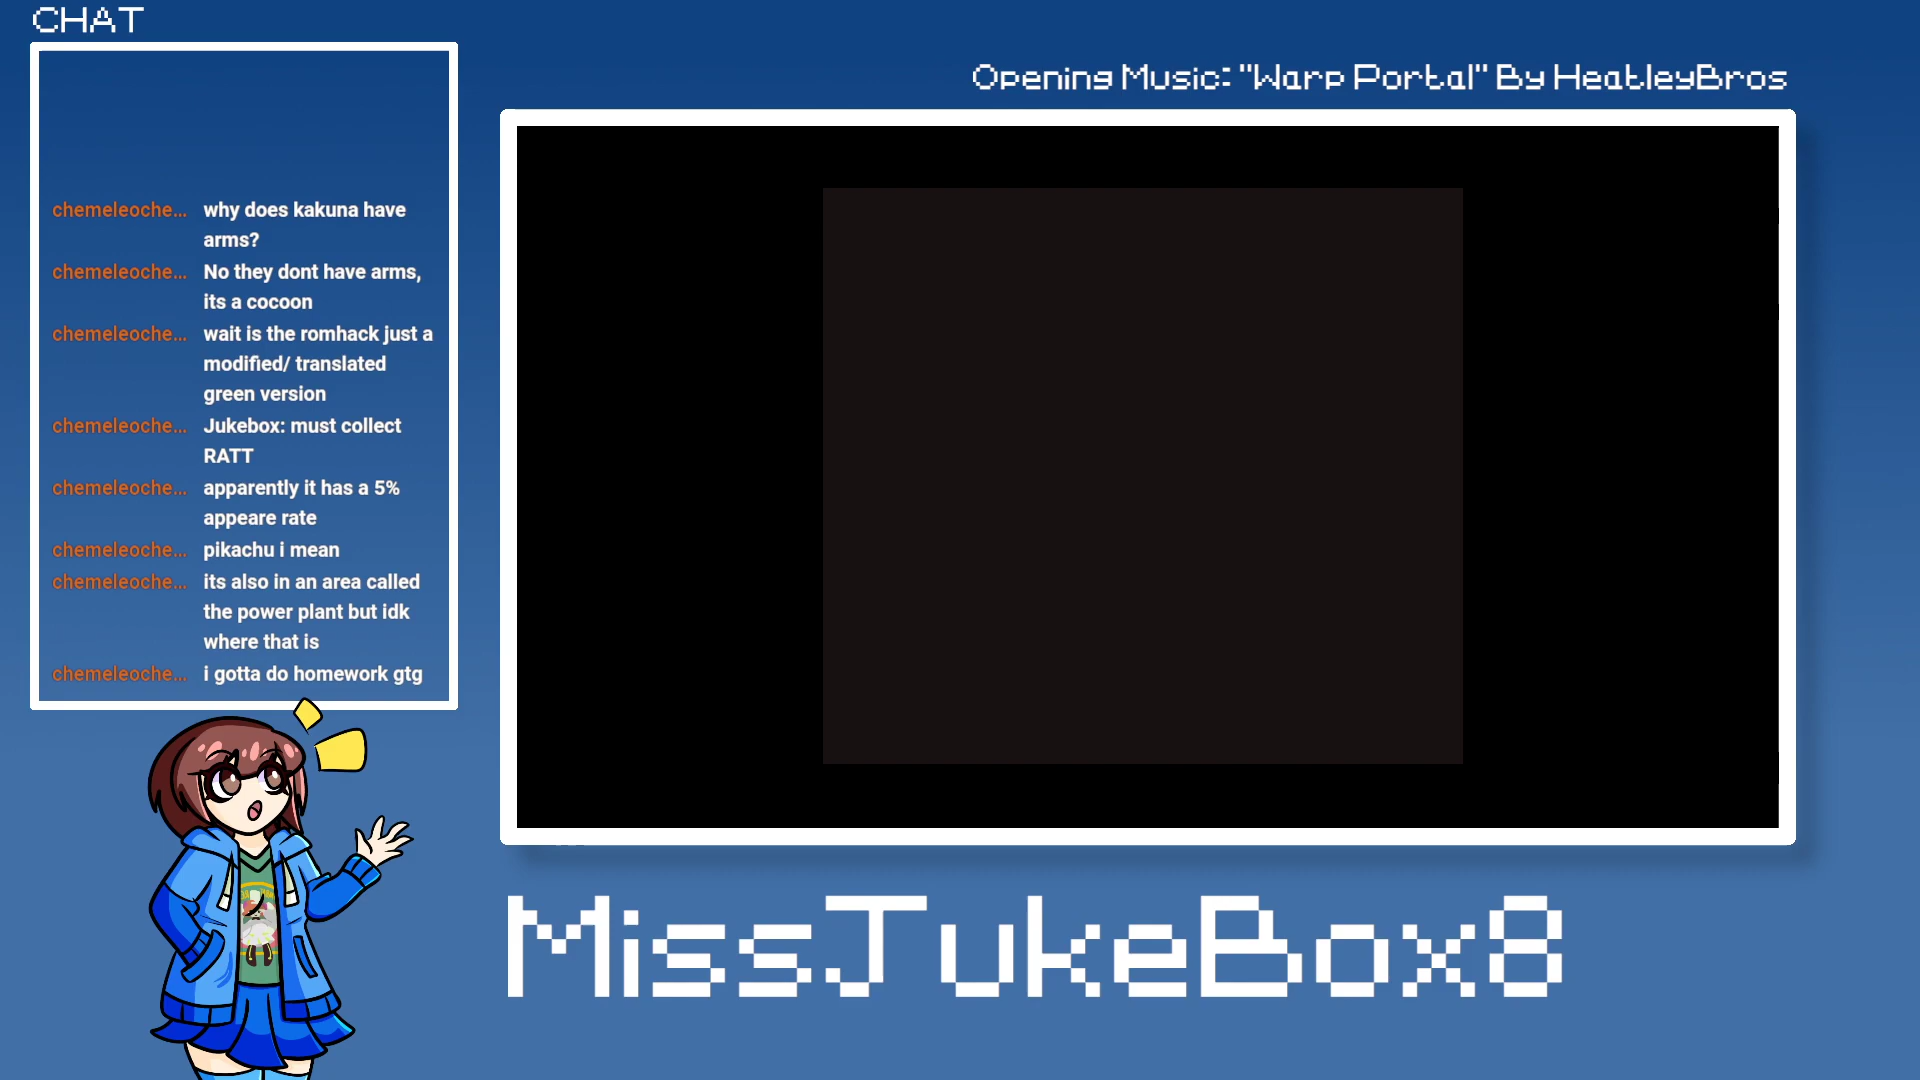 CHAT
Opening Music: "Warp Portal" By HeatleyBros
chemeleoche... why does kakuna have
arms?
chemeleoche... No they dont have arms,
its a cocoon
chemeleoche... wait is the romhack just a
modified/ translated
green version
chemeleoche... Jukebox: must collect
RATT
chemeleoche... apparently it has a 5%
appeare rate
chemeleoche... pikachu i mean
chemeleoche... its also in an area called
the power plant but idk
where that is
chemeleoche... i gotta do homework gtg
MissJukeBox8